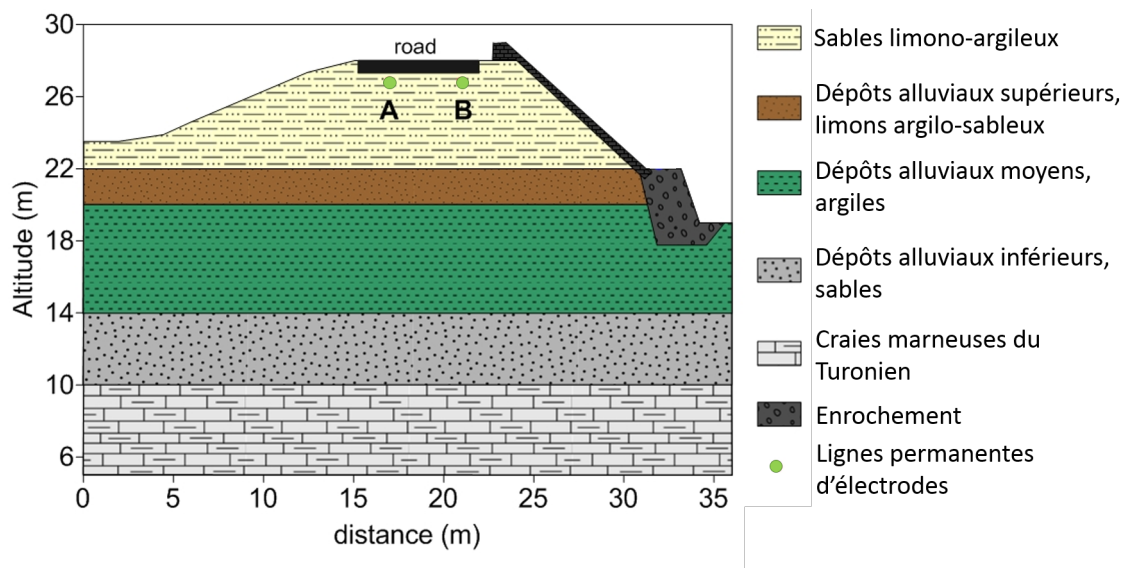 30
26
22
18
14
10
6
Altitude (m)
road
A B
0 5 10 15 20 25 30 35
distance (m)
Sables limono-argileux
Dépôts alluviaux supérieurs,
limons argilo-sableux
Dépôts alluviaux moyens,
argiles
Dépôts alluviaux inférieurs,
sables
Craies marneuses du
Turonien
Enrochement
Lignes permanentes
d’électrodes